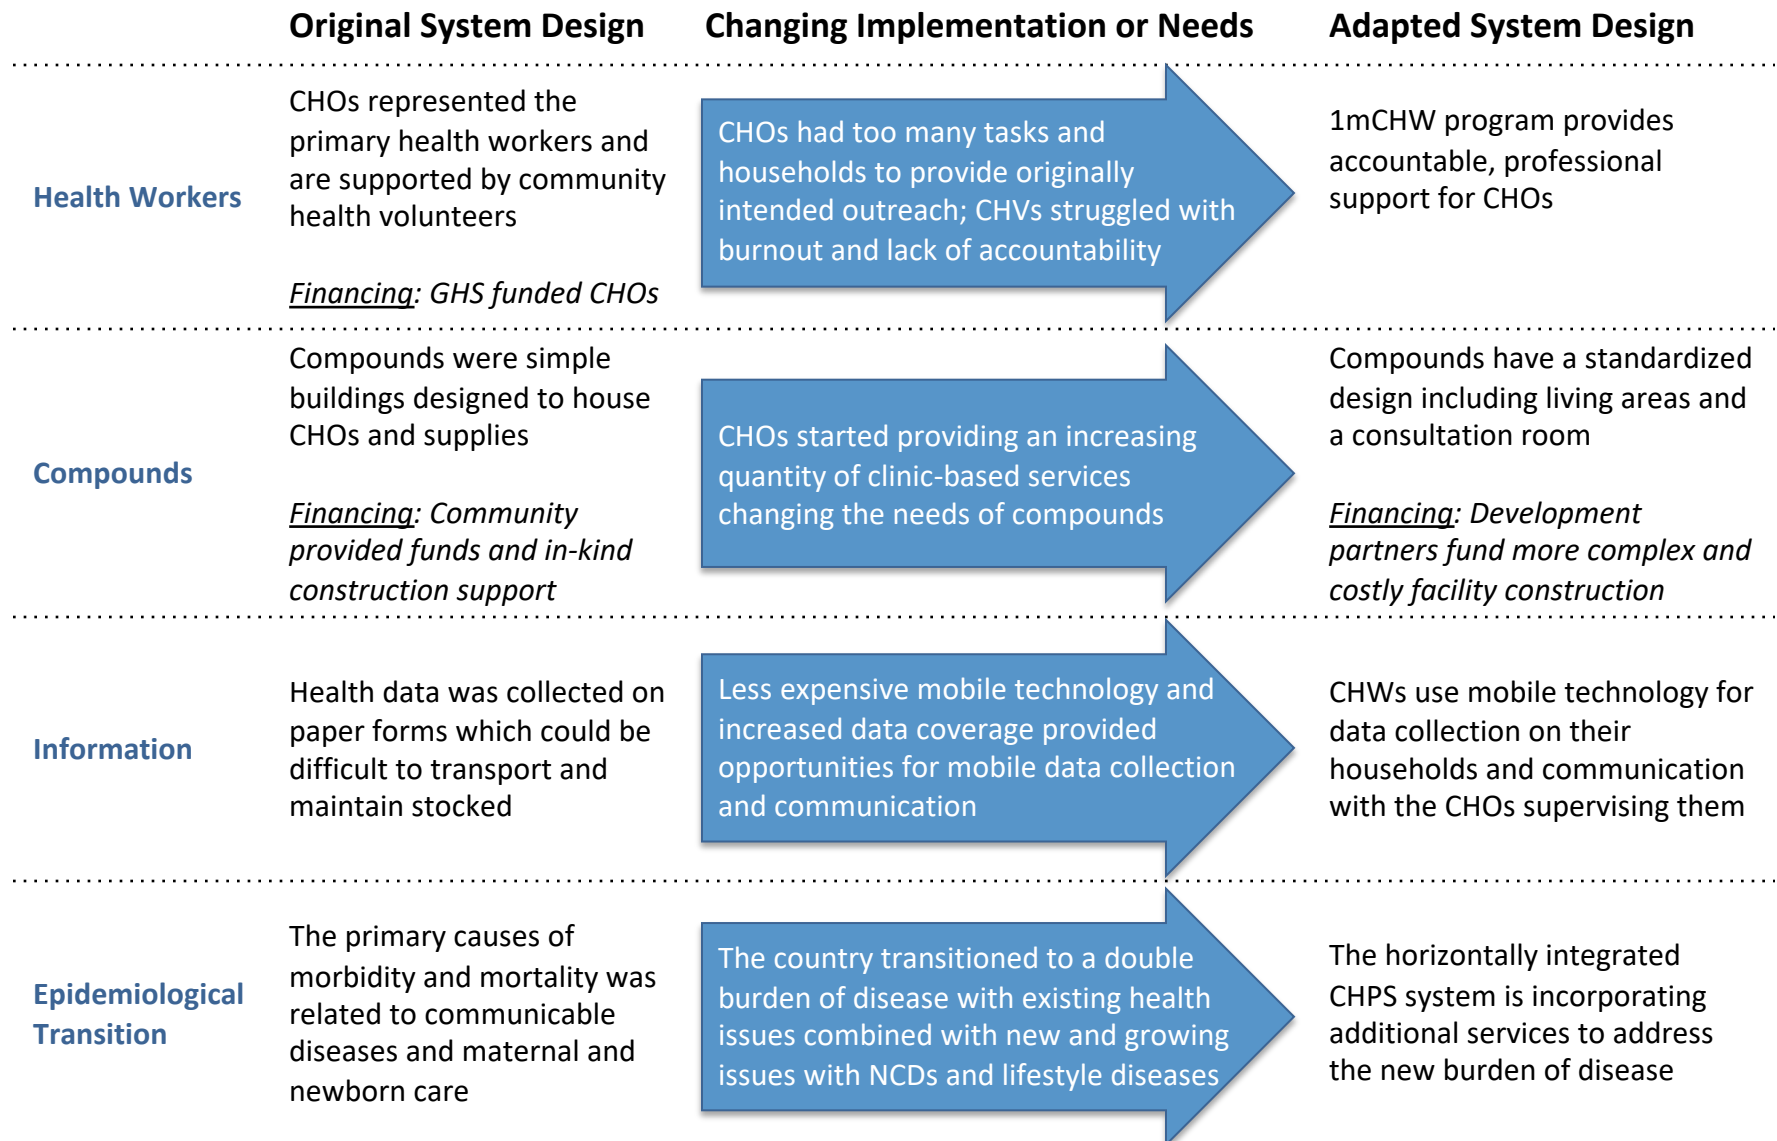 Original System Design
Changing Implementation or Needs
Adapted System Design
Health Workers
CHOs represented the
primary health workers and
are supported by community
health volunteers
Financing: GHS funded CHOs
CHOs had too many tasks and
households to provide originally
intended outreach; CHVs struggled with
burnout and lack of accountability
1mCHW program provides
accountable, professional
support for CHOs
Compounds
Compounds were simple
buildings designed to house
CHOs and supplies
Financing: Community
provided funds and in-kind
construction support
CHOs started providing an increasing
quantity of clinic-based services
changing the needs of compounds
Compounds have a standardized
design including living areas and
a consultation room
Financing: Development
partners fund more complex and
costly facility construction
Information
Health data was collected on
paper forms which could be
difficult to transport and
maintain stocked
Less expensive mobile technology and
increased data coverage provided
opportunities for mobile data collection
and communication
CHWs use mobile technology for
data collection on their
households and communication
with the CHOs supervising them
Epidemiological
Transition
The primary causes of
morbidity and mortality was
related to communicable
diseases and maternal and
newborn care
The country transitioned to a double
burden of disease with existing health
issues combined with new and growing
issues with NCDs and lifestyle diseases
The horizontally integrated
CHPS system is incorporating
additional services to address
the new burden of disease